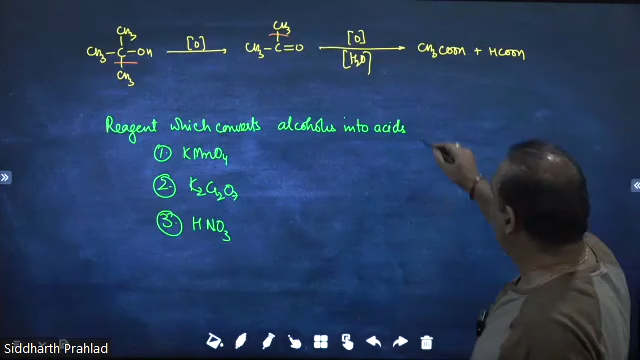 CH3 CH3
CH3-C-OH [O] CH3-C=O [O] [H2O] CH3COOH + HCOOH
CH3
Reagent which converts alcohols into acids
① KMnO4
② K2Cr2O7
③ HNO3
Siddharth Prahlad